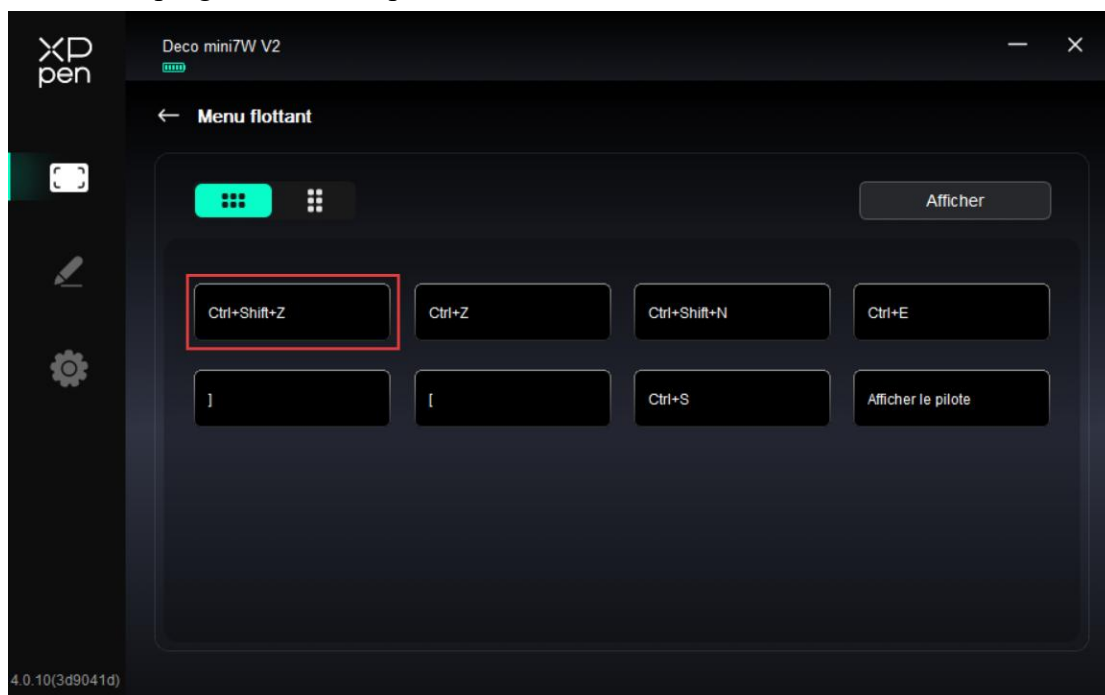 XP
pen
Deco mini7W V2
Menu flottant
Afficher
Ctrl+Shift+Z
Ctrl+Z
Ctrl+Shift+N
Ctrl+E
]
[
Ctrl+S
Afficher le pilote
4.0.10(3d9041d)